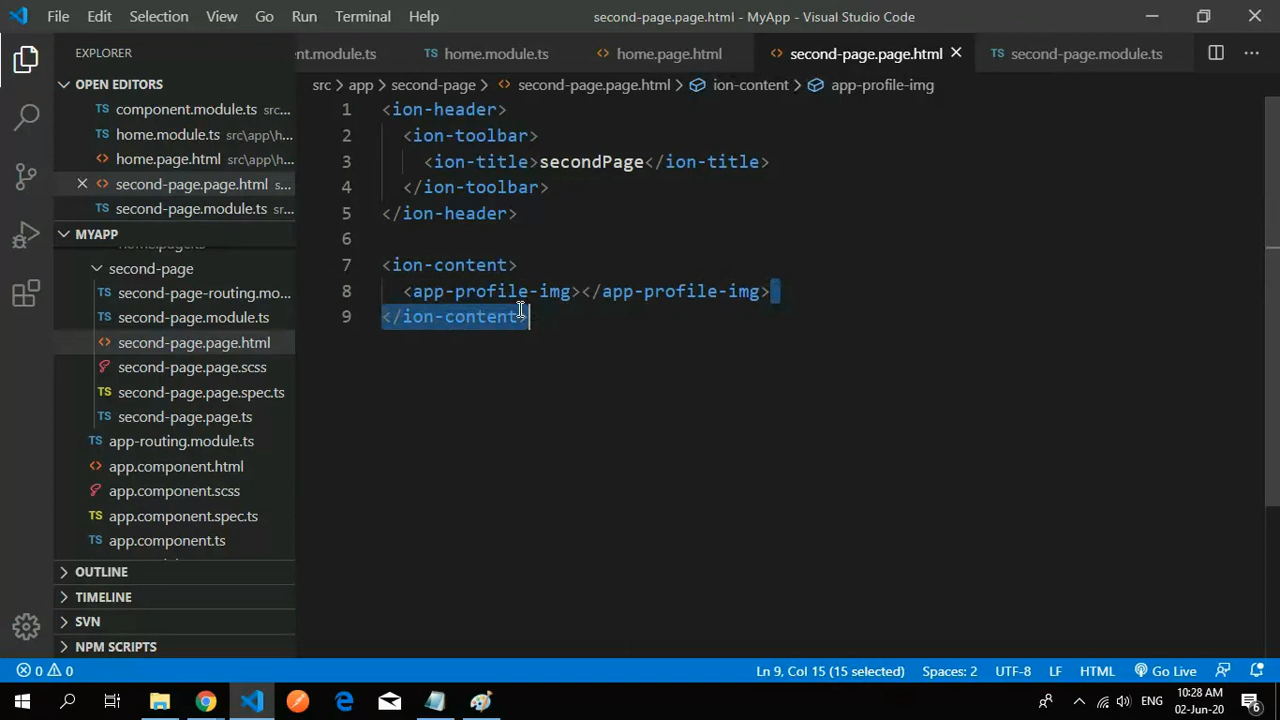 File Edit Selection View Go Run Terminal Help second-page.page.html - MyApp - Visual Studio Code
EXPLORER
nt.module.ts home.module.ts home.page.html second-page.page.html second-page.module.ts
OPEN EDITORS
src > app > second-page > second-page.page.html > ion-content > app-profile-img
component.module.ts src...
home.module.ts src\app\h...
home.page.html src\app\h...
second-page.page.html s...
second-page.module.ts sr...
MYAPP
second-page
second-page-routing.mo...
second-page.module.ts
second-page.page.html
second-page.page.scss
second-page.page.spec.ts
second-page.page.ts
app-routing.module.ts
app.component.html
app.component.scss
app.component.spec.ts
app.component.ts
OUTLINE
TIMELINE
SVN
NPM SCRIPTS
1 <ion-header>
2 <ion-toolbar>
3 <ion-title>secondPage</ion-title>
4 </ion-toolbar>
5 </ion-header>
6
7 <ion-content>
8 <app-profile-img></app-profile-img>
9 </ion-content>
0 0 Ln 9, Col 15 (15 selected) Spaces: 2 UTF-8 LF HTML Go Live
ENG 10:28 AM
02-Jun-20 6